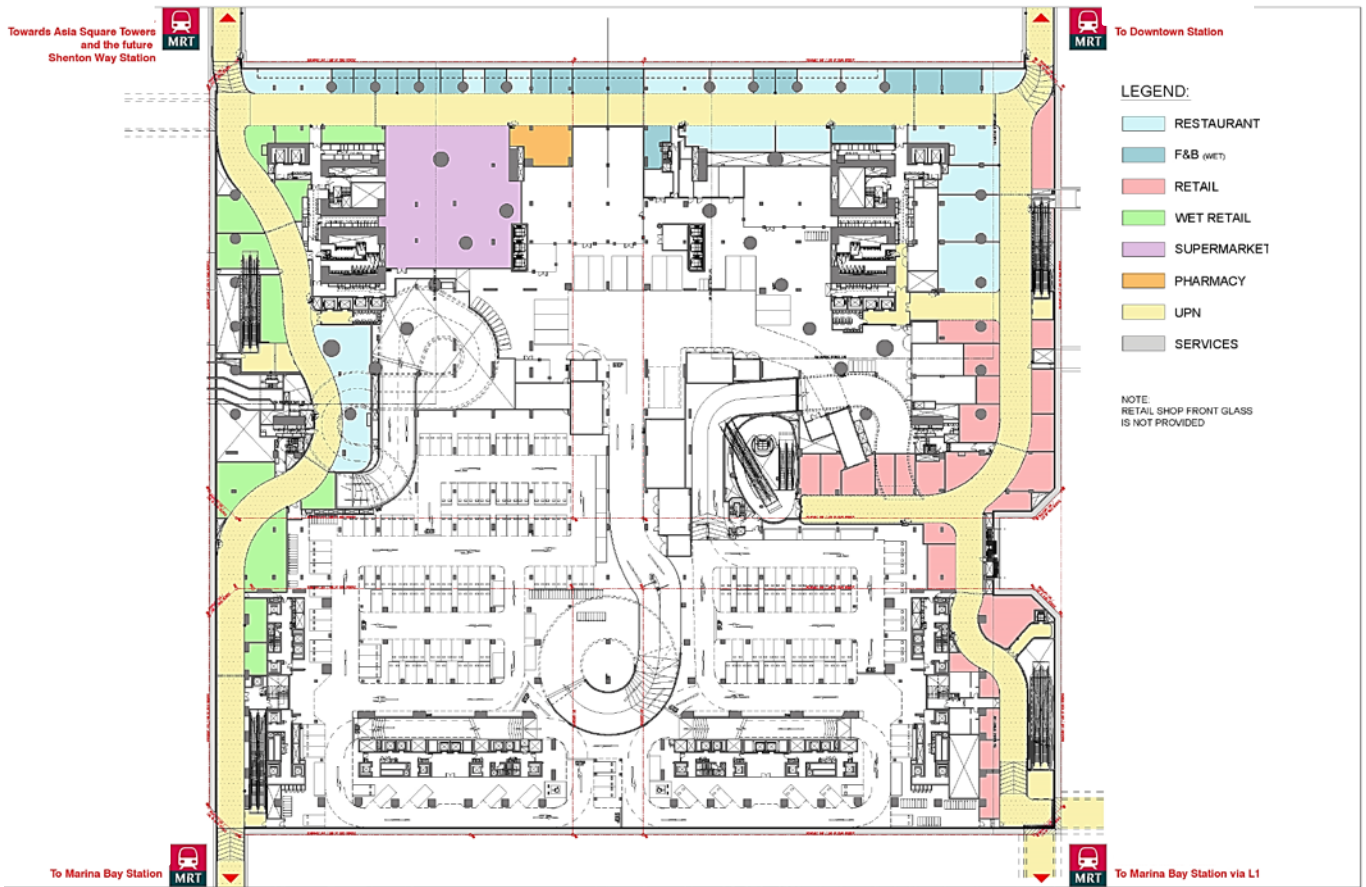 Towards Asia Square Towers
and the future
Shenton Way Station
MRT
MRT
To Downtown Station
LEGEND:
RESTAURANT
F&B (WET)
RETAIL
WET RETAIL
SUPERMARKET
PHARMACY
UPN
SERVICES
NOTE:
RETAIL SHOP FRONT GLASS
IS NOT PROVIDED
To Marina Bay Station
MRT
MRT
To Marina Bay Station via L1